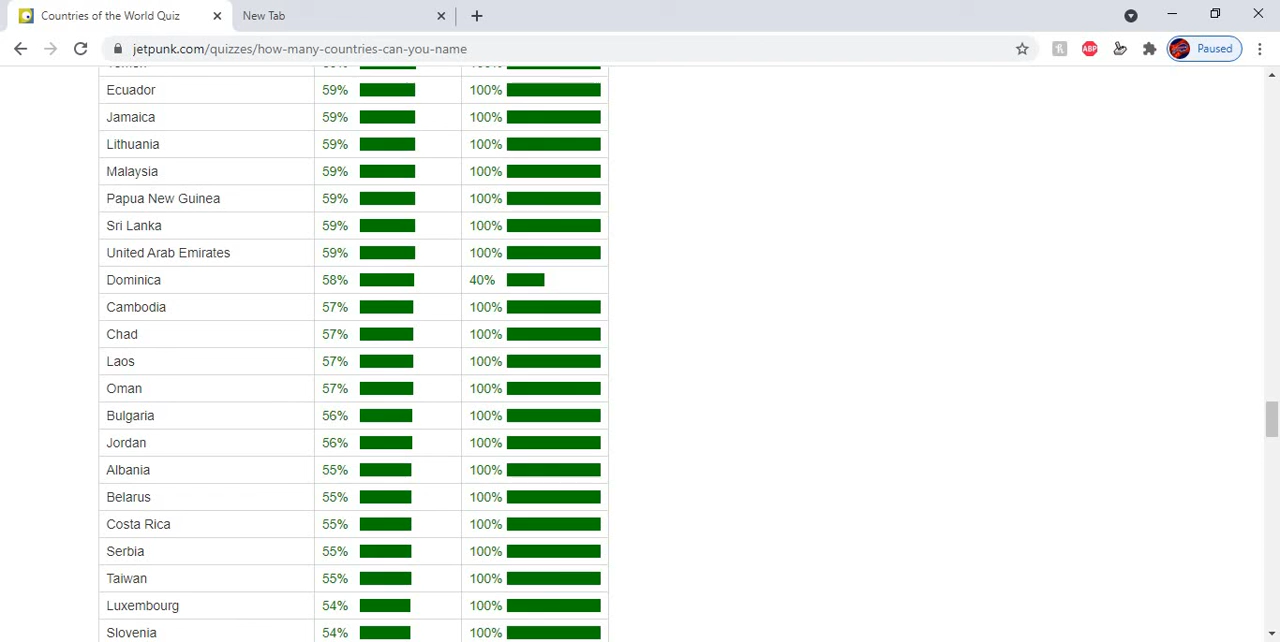 Countries of the World Quiz
New Tab
jetpunk.com/quizzes/how-many-countries-can-you-name
ABP
Paused
Ecuador 59% 100%
Jamaica 59% 100%
Lithuania 59% 100%
Malaysia 59% 100%
Papua New Guinea 59% 100%
Sri Lanka 59% 100%
United Arab Emirates 59% 100%
Dominica 58% 40%
Cambodia 57% 100%
Chad 57% 100%
Laos 57% 100%
Oman 57% 100%
Bulgaria 56% 100%
Jordan 56% 100%
Albania 55% 100%
Belarus 55% 100%
Costa Rica 55% 100%
Serbia 55% 100%
Taiwan 55% 100%
Luxembourg 54% 100%
Slovenia 54% 100%